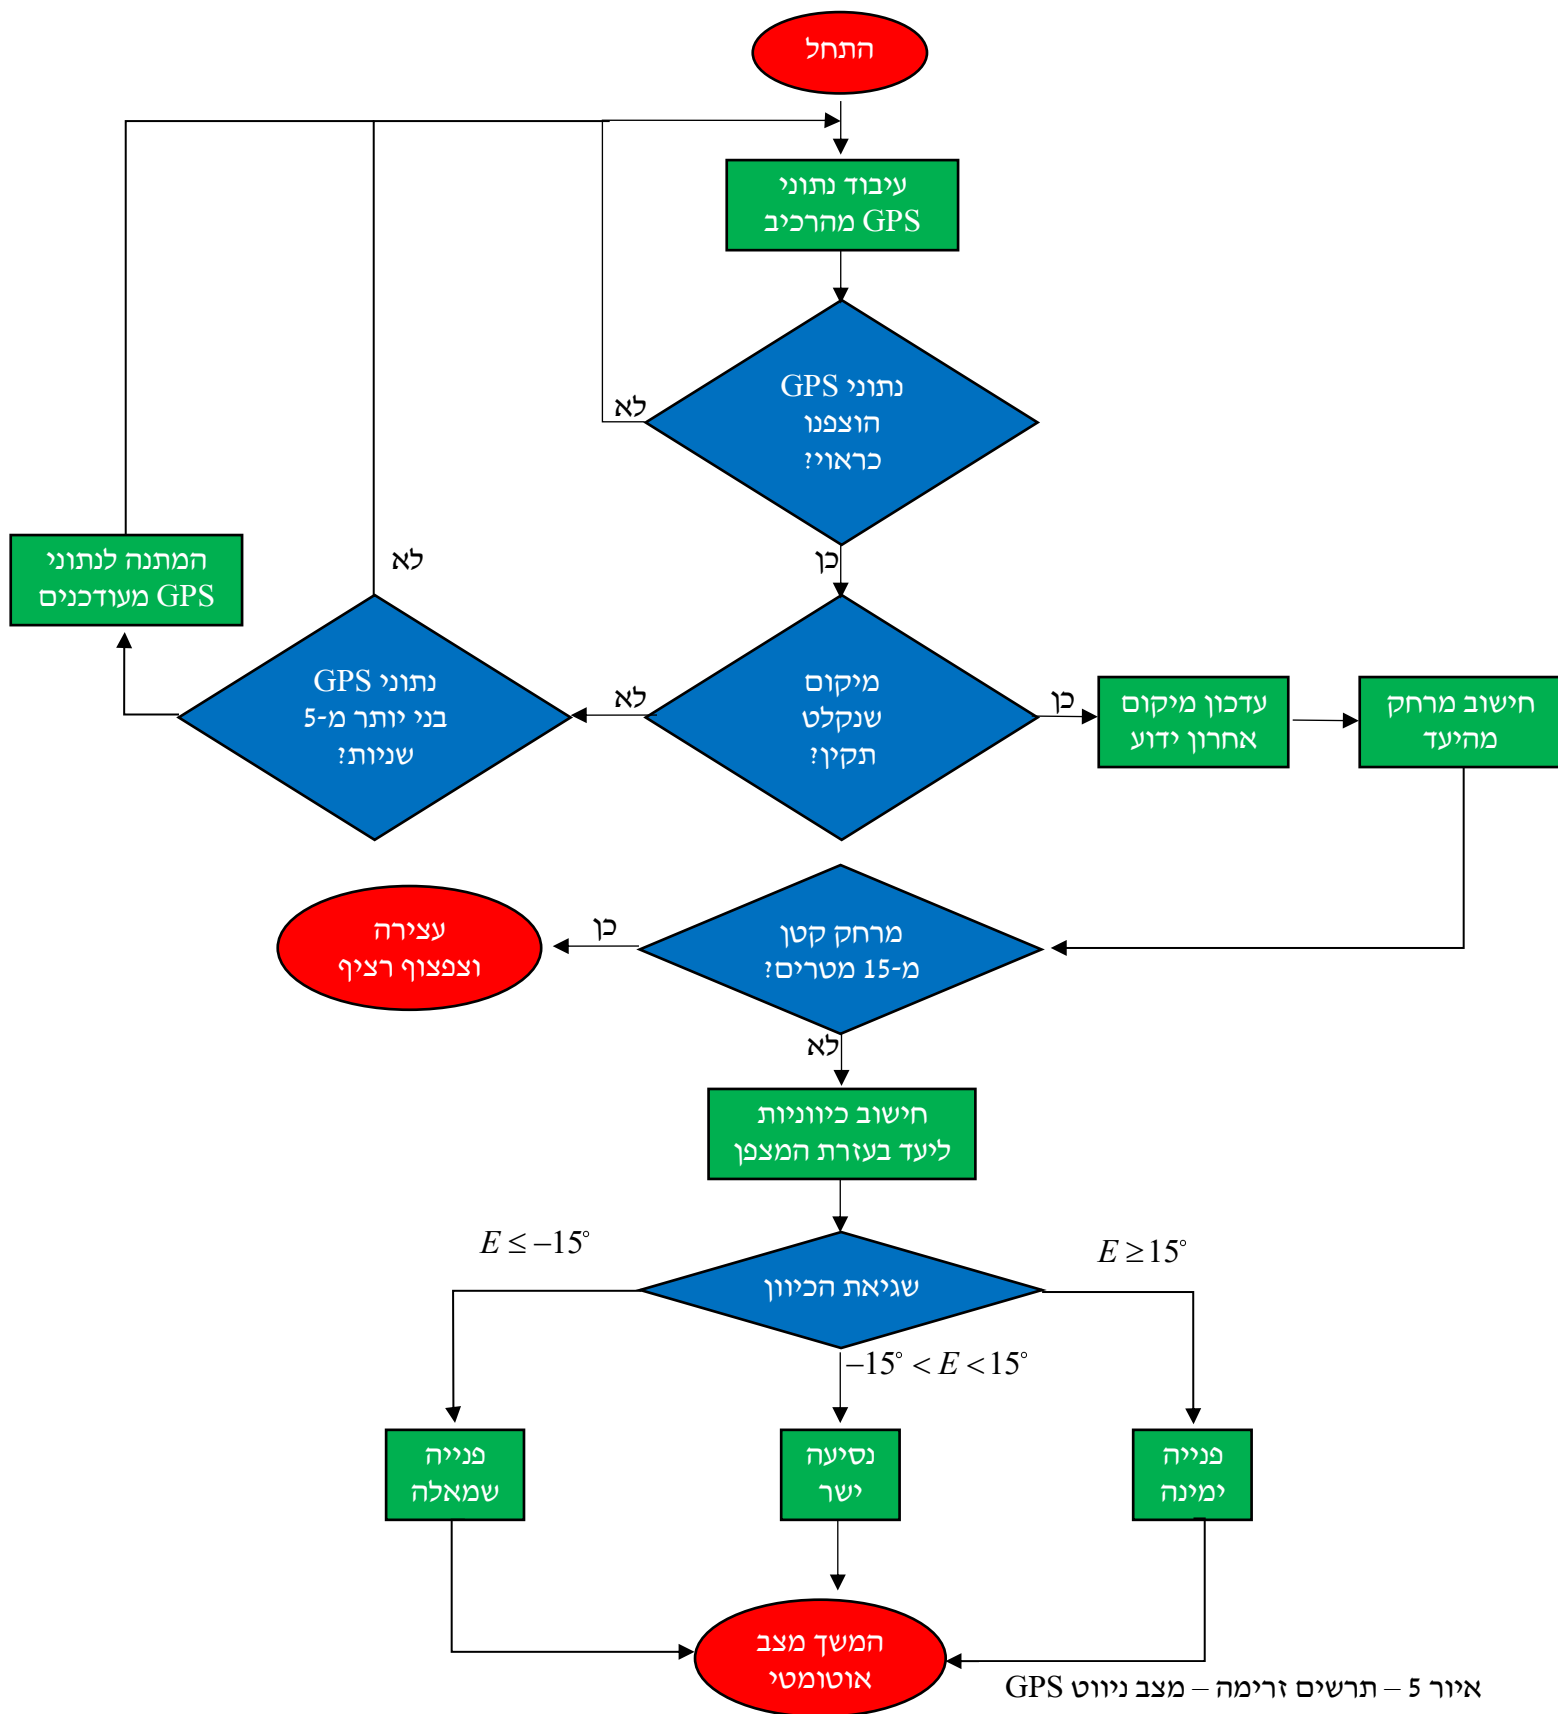 התחל
עיבוד נתוני
GPS מהרכיב
נתוני GPS
הוצפנו
כראוי?
לא
כן
המתנה לנתוני
GPS מעודכנים
לא
נתוני GPS
בני יותר מ-5
שניות?
לא
מיקום
שנקלט
תקין?
כן
עדכון מיקום
אחרון ידוע
חישוב מרחק
מהיעד
מרחק קטן
מ-15 מטרים?
כן
עצירה
וצפצוף רציף
לא
חישוב כיווניות
ליעד בעזרת המצפן
שגיאת הכיוון
E ≥ 15°
E ≤ −15°
−15° < E < 15°
פנייה
ימינה
נסיעה
ישר
פנייה
שמאלה
המשך מצב
אוטומטי
איור 5 – תרשים זרימה – מצב ניווט GPS